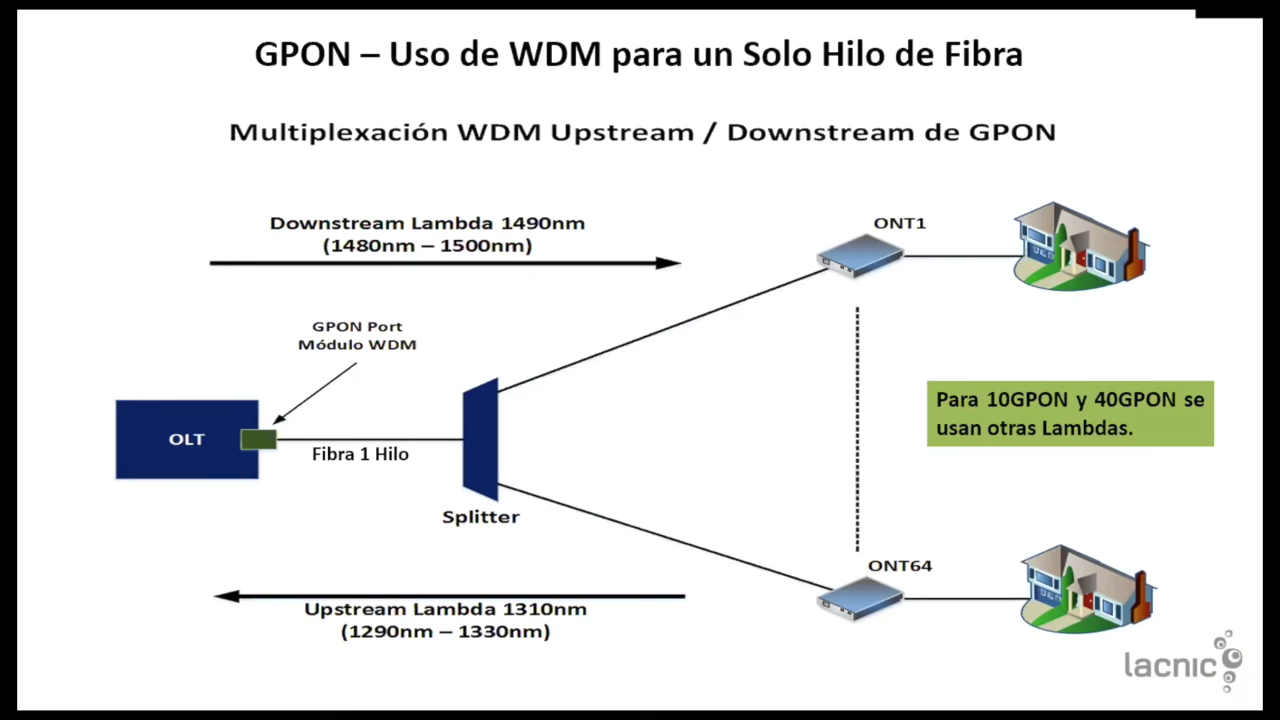 GPON – Uso de WDM para un Solo Hilo de Fibra
Multiplexación WDM Upstream / Downstream de GPON
Downstream Lambda 1490nm
(1480nm – 1500nm)
ONT1
GPON Port
Módulo WDM
OLT
Fibra 1 Hilo
Splitter
Para 10GPON y 40GPON se
usan otras Lambdas.
ONT64
Upstream Lambda 1310nm
(1290nm – 1330nm)
lacnic